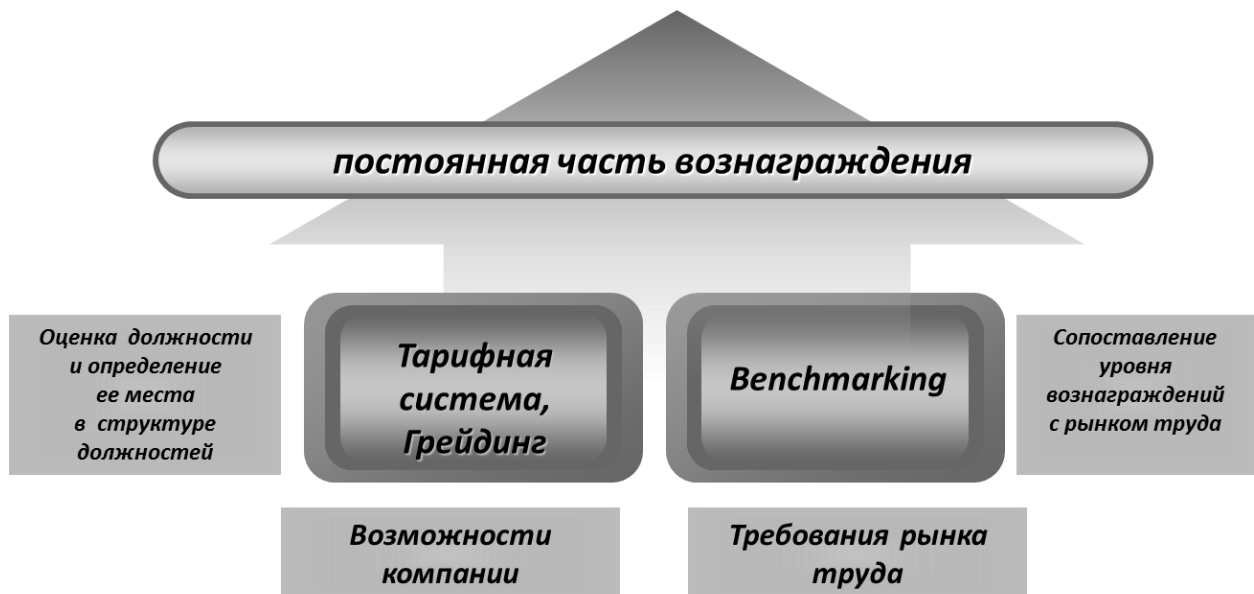 постоянная часть вознаграждения
Оценка должности
и определение
ее места
в структуре
должностей
Тарифная
система,
Грейдинг
Benchmarking
Сопоставление
уровня
вознаграждений
с рынком труда
Возможности
компании
Требования рынка
труда